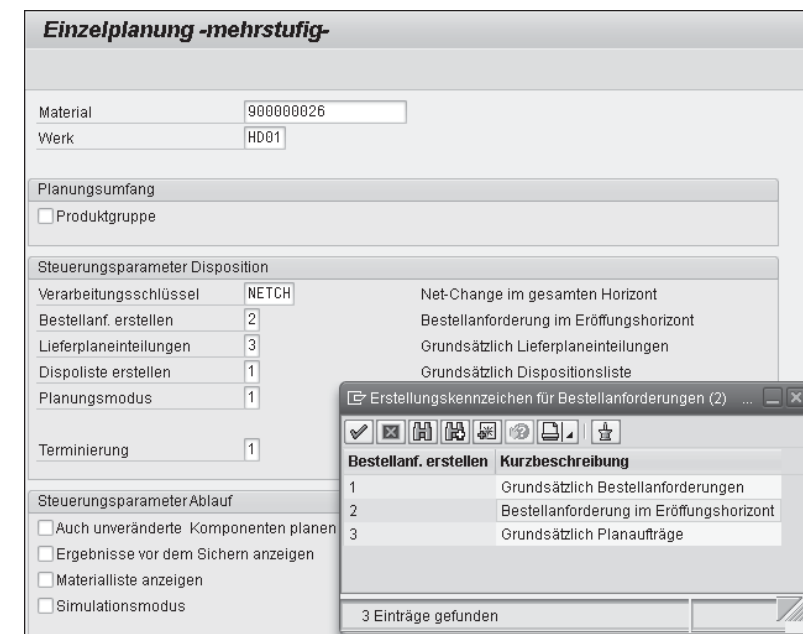 Einzelplanung -mehrstufig-
Material 900000026
Werk HD01
Planungsumfang
Produktgruppe
Steuerungsparameter Disposition
Verarbeitungsschlüssel NETCH Net-Change im gesamten Horizont
Bestellanf. erstellen 2 Bestellanforderung im Eröffungshorizont
Lieferplaneinteilungen 3 Grundsätzlich Lieferplaneinteilungen
Dispoliste erstellen 1 Grundsätzlich Dispositionsliste
Planungsmodus 1
Terminierung 1
Steuerungsparameter Ablauf
Auch unveränderte Komponenten planen
Ergebnisse vor dem Sichern anzeigen
Materialliste anzeigen
Simulationsmodus
Erstellungskennzeichen für Bestellanforderungen (2) ...
Bestellanf. erstellen Kurzbeschreibung
1 Grundsätzlich Bestellanforderungen
2 Bestellanforderung im Eröffungshorizont
3 Grundsätzlich Planaufträge
3 Einträge gefunden